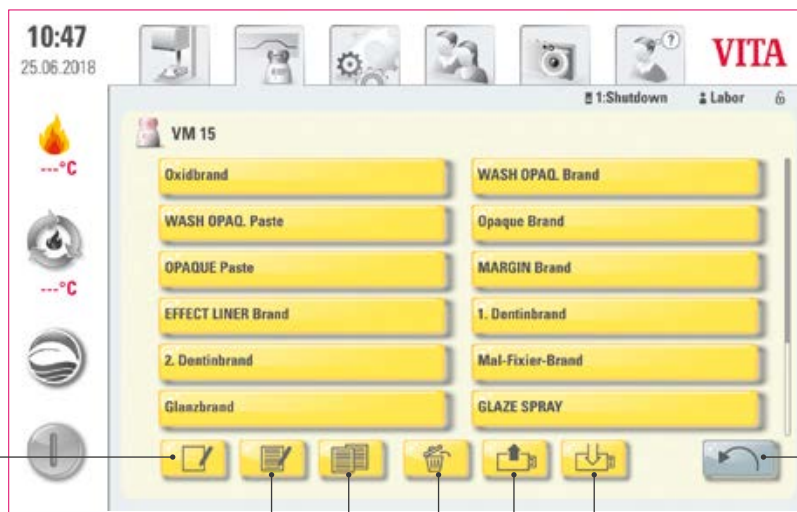 10:47
25.06.2018
VITA
1:Shutdown
Labor
VM 15
---°C
Oxidbrand
WASH OPAQ. Brand
WASH OPAQ. Paste
Opaque Brand
OPAQUE Paste
MARGIN Brand
---°C
EFFECT LINER Brand
1. Dentinbrand
2. Dentinbrand
Mal-Fixier-Brand
Glanzbrand
GLAZE SPRAY